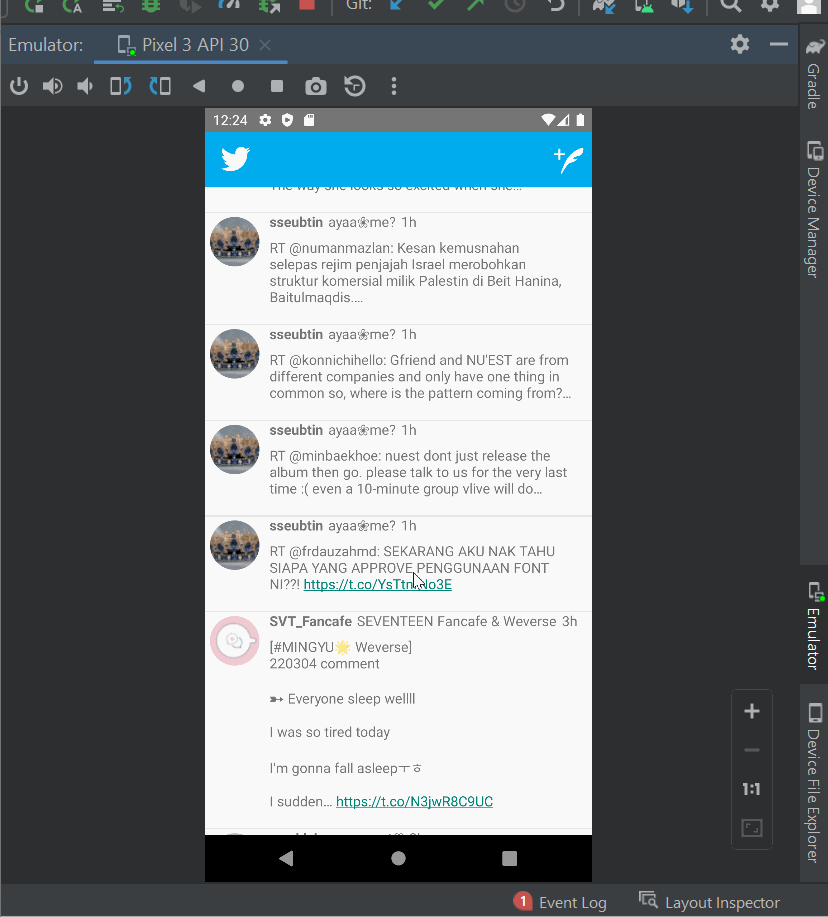 Git:
Emulator: Pixel 3 API 30
12:24
The way she looks so excited when she...
sseubtin ayaa❀me? 1h
RT @numanmazlan: Kesan kemusnahan
selepas rejim penjajah Israel merobohkan
struktur komersial milik Palestin di Beit Hanina,
Baitulmaqdis....
sseubtin ayaa❀me? 1h
RT @konnichihello: Gfriend and NU'EST are from
different companies and only have one thing in
common so, where is the pattern coming from?...
sseubtin ayaa❀me? 1h
RT @minbaekhoe: nuest dont just release the
album then go. please talk to us for the very last
time :( even a 10-minute group vlive will do...
sseubtin ayaa❀me? 1h
RT @frdauzahmd: SEKARANG AKU NAK TAHU
SIAPA YANG APPROVE PENGGUNAAN FONT
NI??!
SVT_Fancafe SEVENTEEN Fancafe & Weverse 3h
[#MINGYU🌟 Weverse]
220304 comment
➸ Everyone sleep wellll
I was so tired today
I'm gonna fall asleepㅜㅎ
I sudden... https://t.co/N3jwR8C9UC
1:1
Gradle
Device Manager
Emulator
Device File Explorer
1 Event Log
Layout Inspector